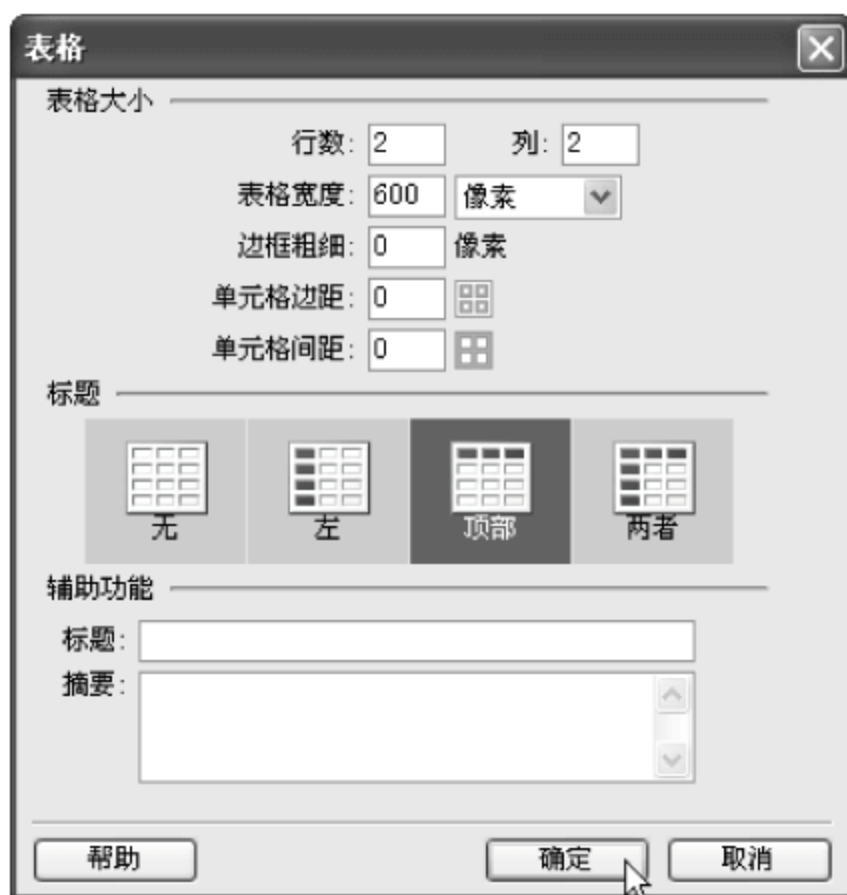 表格
表格大小
行数: 2 列: 2
表格宽度: 600 像素
边框粗细: 0 像素
单元格边距: 0
单元格间距: 0
标题
无 左 顶部 两者
辅助功能
标题:
摘要:
帮助 确定 取消